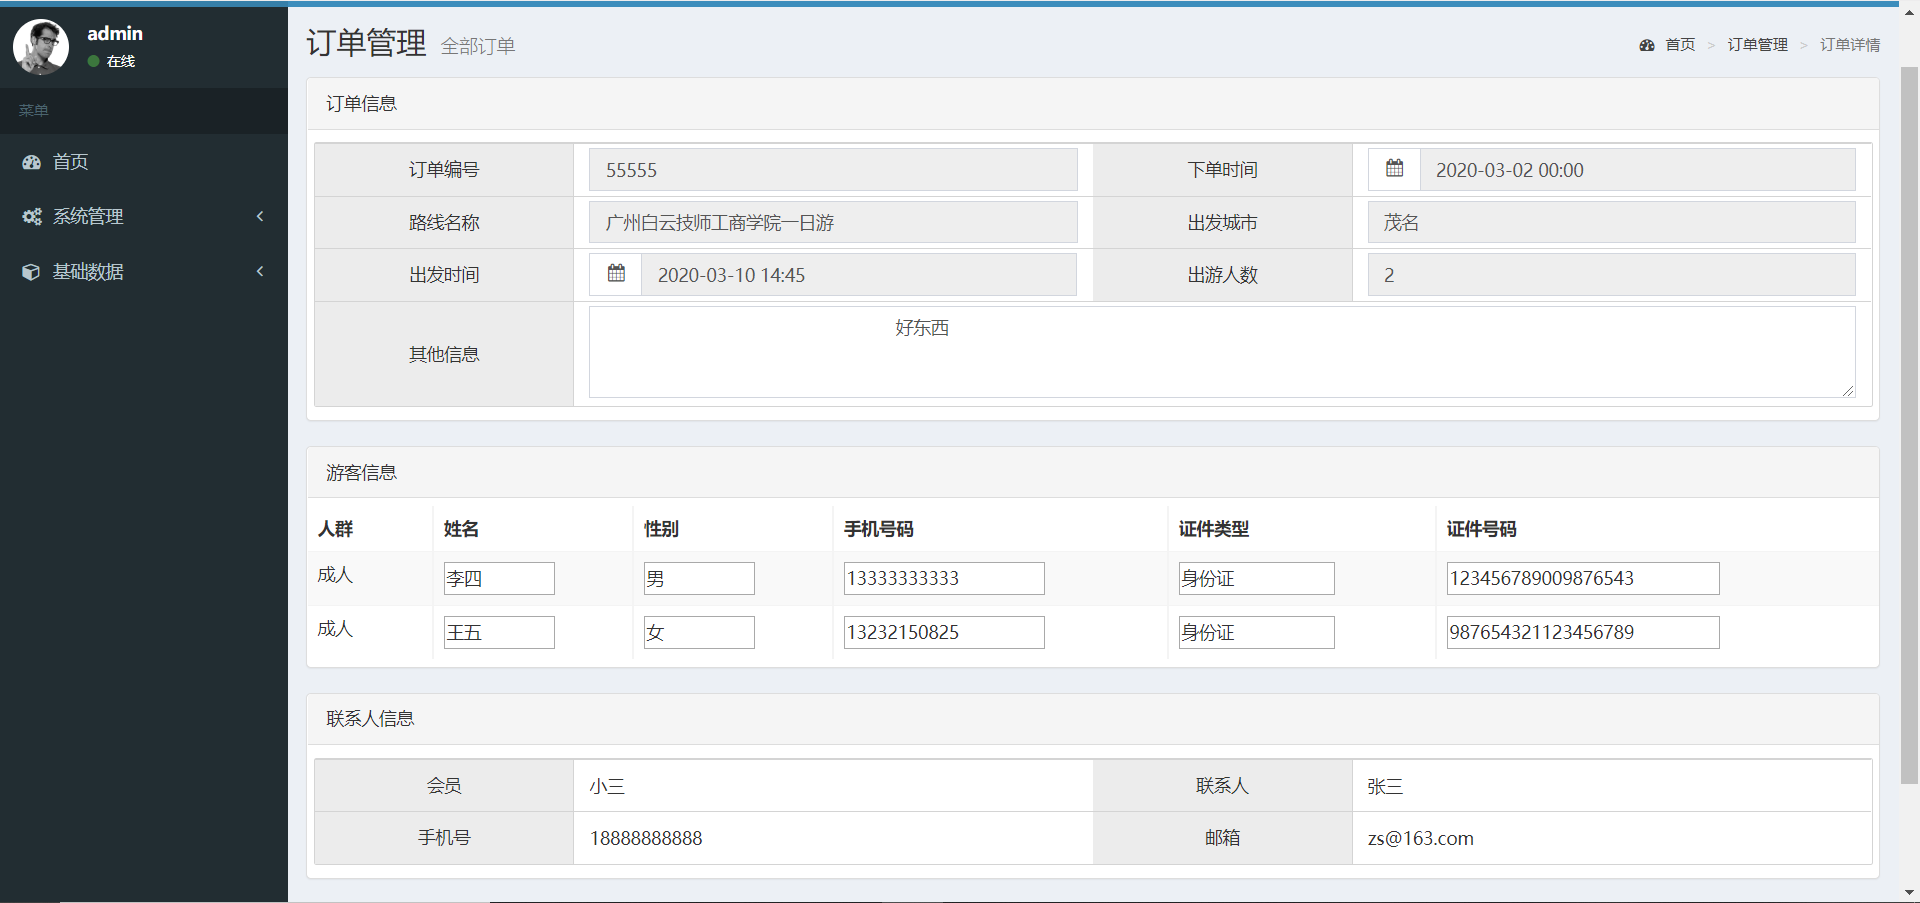 admin
在线
菜单
首页
系统管理
基础数据
订单管理 全部订单
首页 > 订单管理 > 订单详情
订单信息
订单编号 55555 下单时间 2020-03-02 00:00
路线名称 广州白云技师工商学院一日游 出发城市 茂名
出发时间 2020-03-10 14:45 出游人数 2
其他信息 好东西
游客信息
人群 姓名 性别 手机号码 证件类型 证件号码
成人 李四 男 13333333333 身份证 123456789009876543
成人 王五 女 13232150825 身份证 987654321123456789
联系人信息
会员 小三 联系人 张三
手机号 18888888888 邮箱 zs@163.com